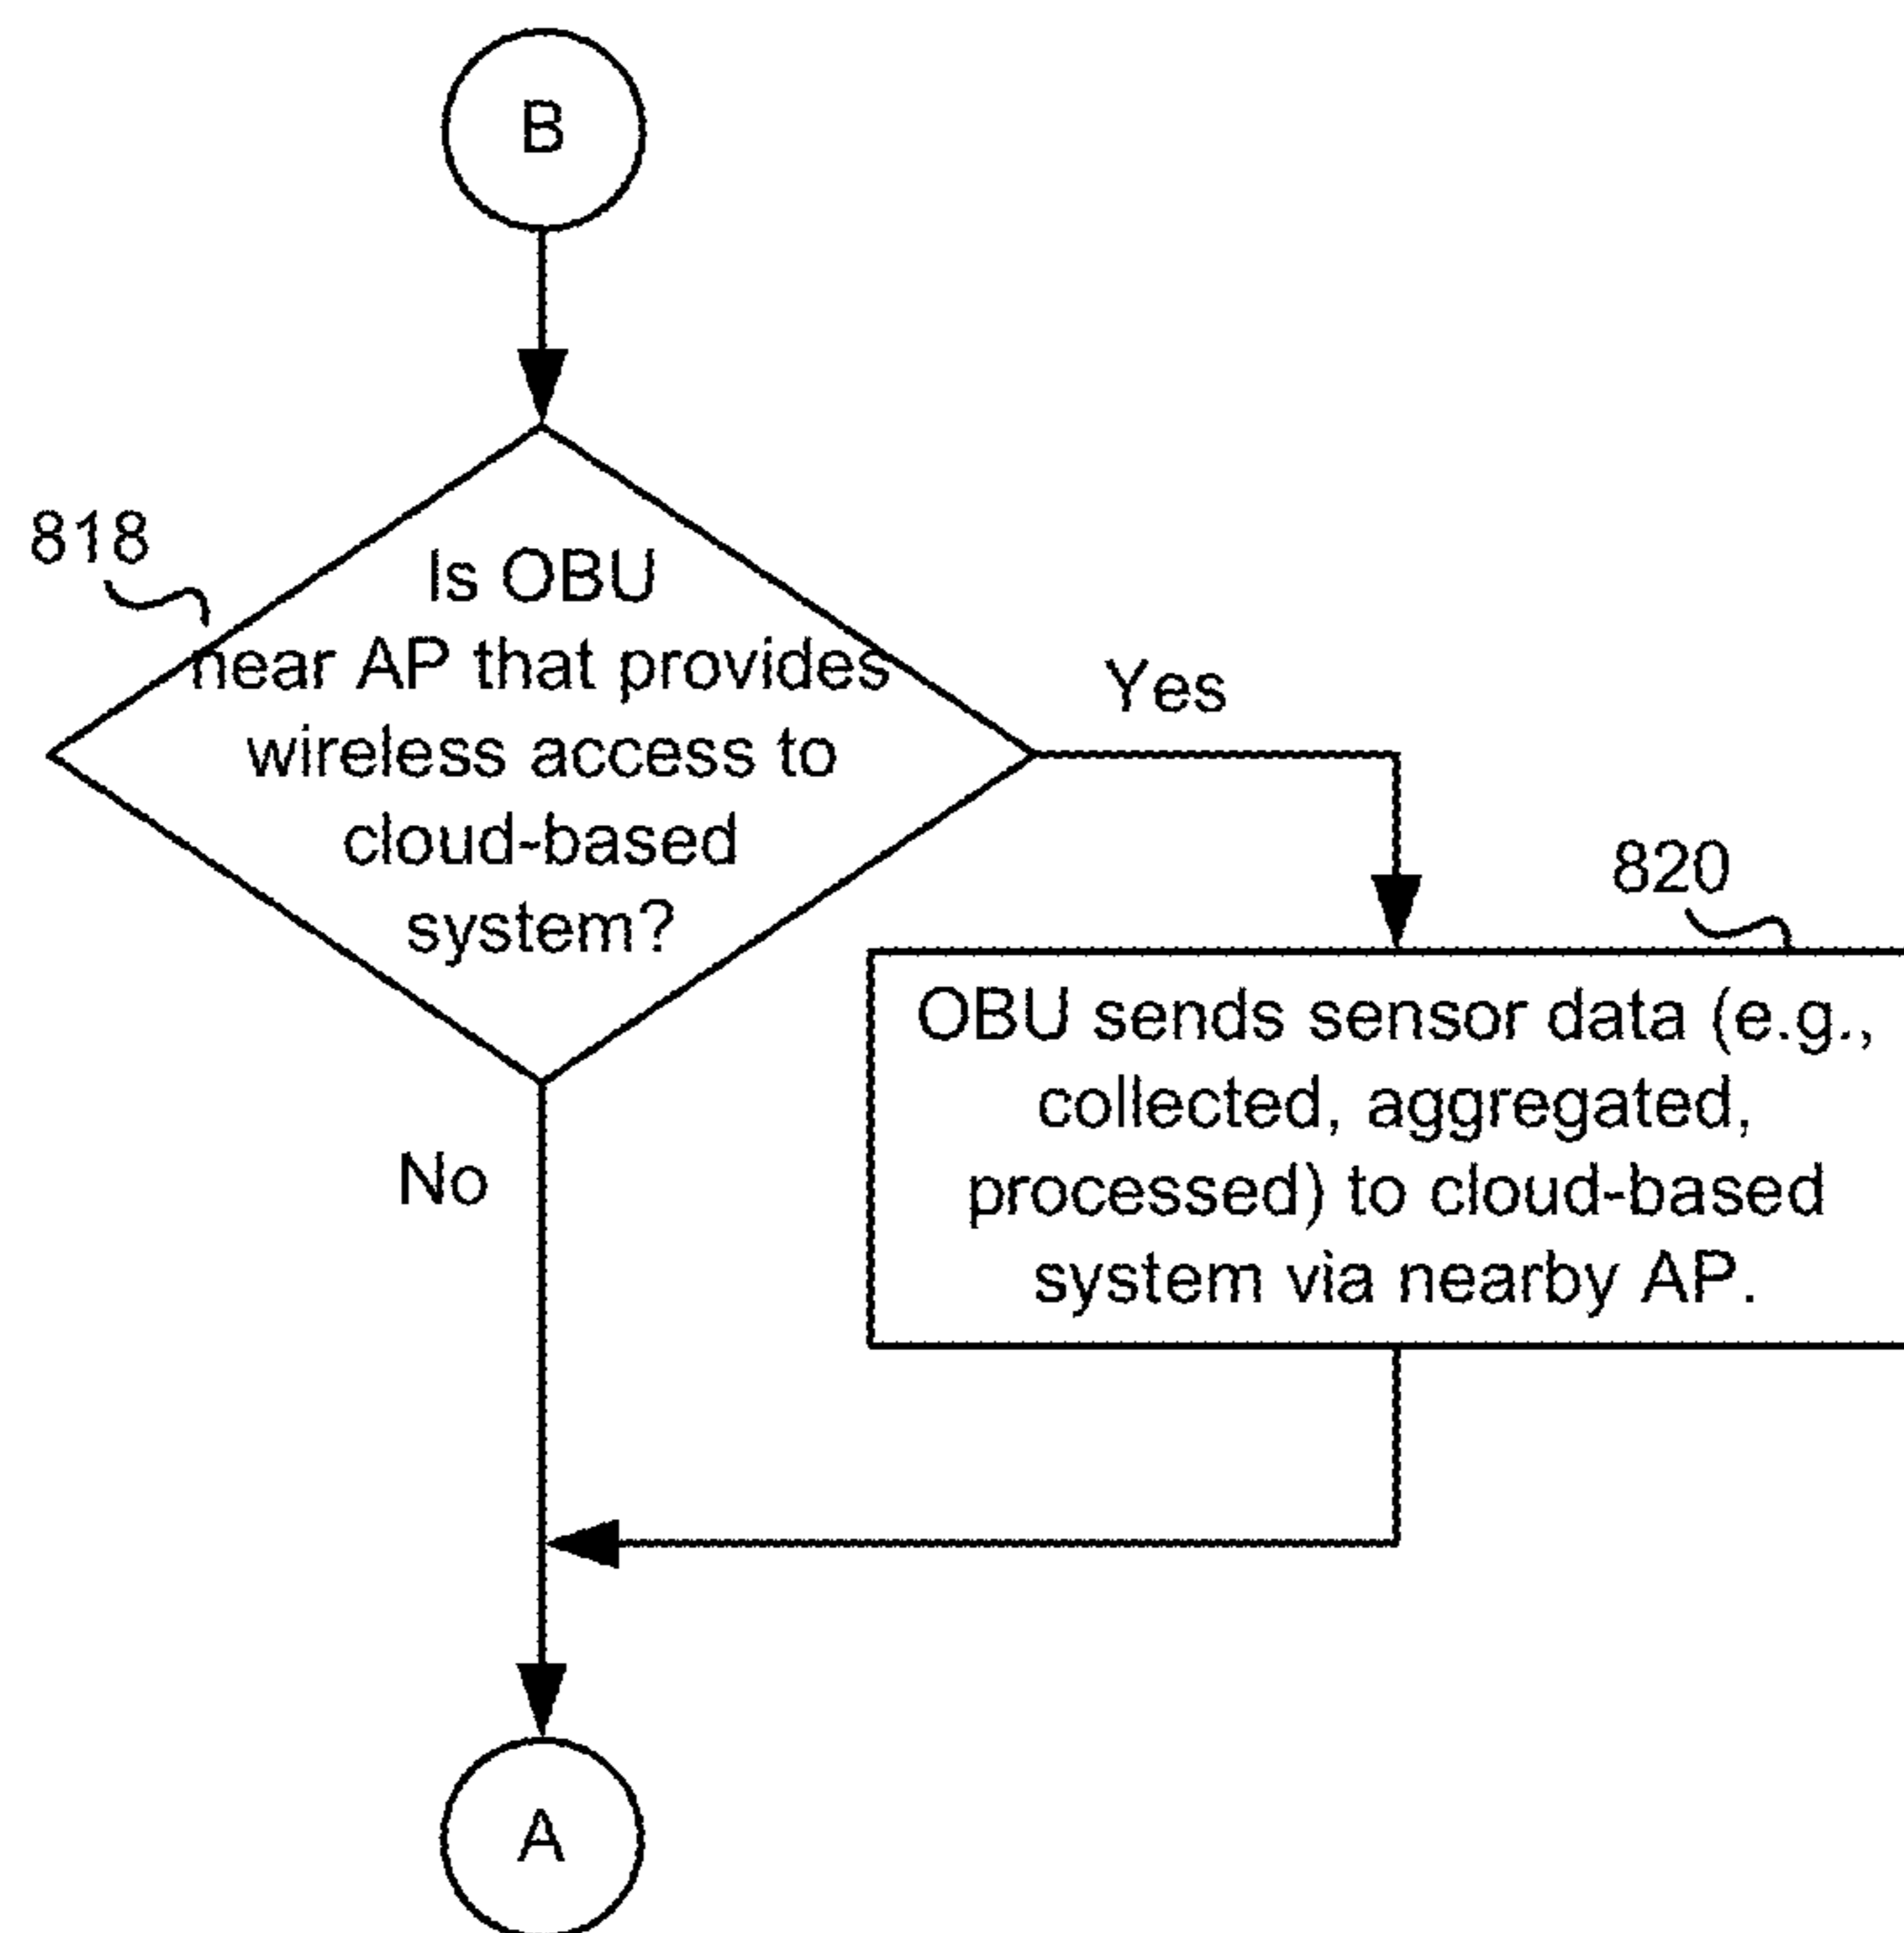 B
818
Is OBU
near AP that provides
wireless access to
cloud-based
system?
Yes
820
OBU sends sensor data (e.g.,
collected, aggregated,
processed) to cloud-based
system via nearby AP.
No
A